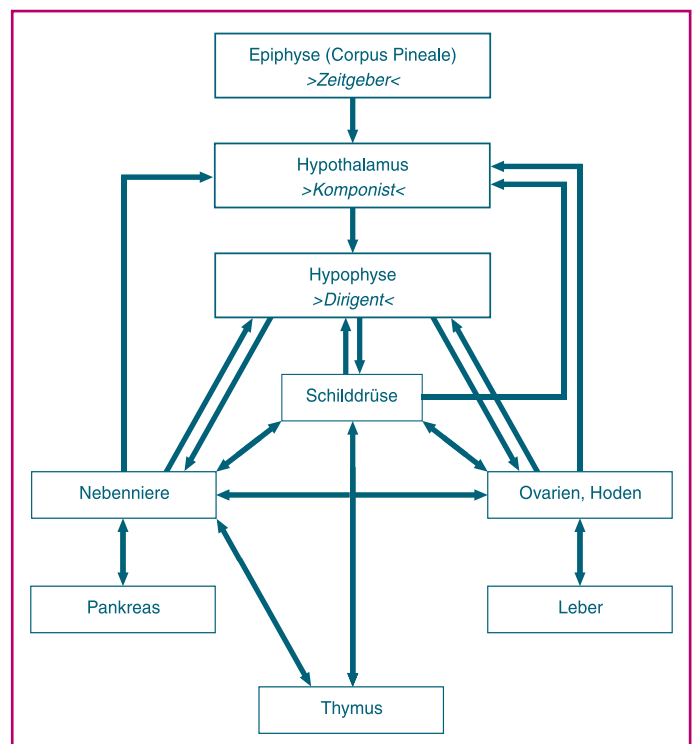 Epiphyse (Corpus Pineale)
>Zeitgeber<
Hypothalamus
>Komponist<
Hypophyse
>Dirigent<
Schilddrüse
Nebenniere
Ovarien, Hoden
Pankreas
Leber
Thymus